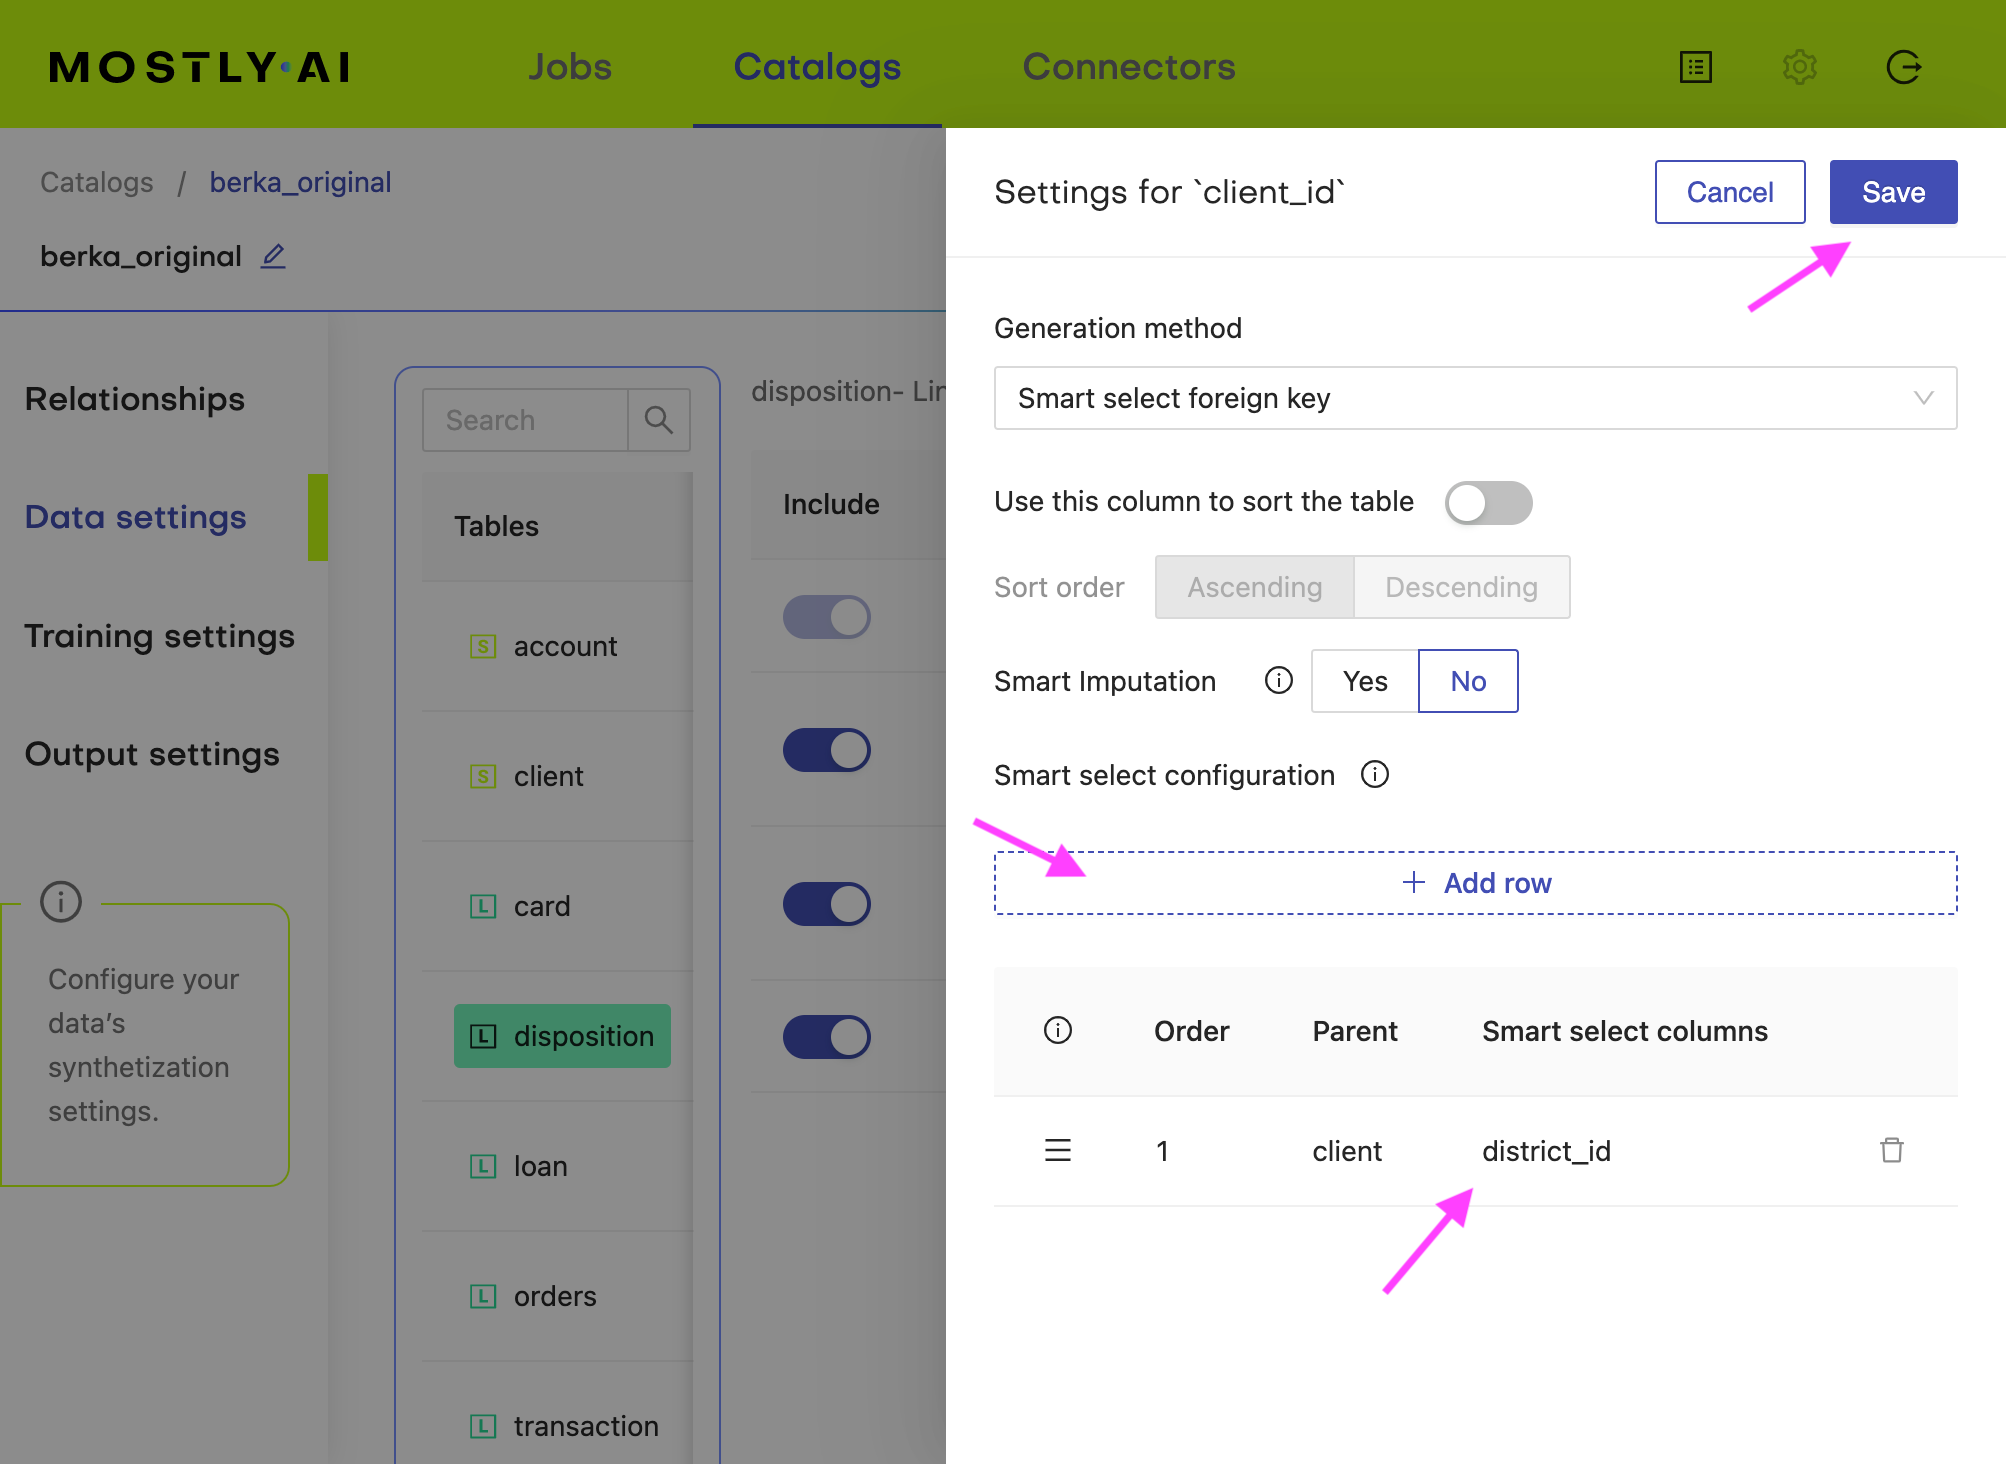 MOSTLY·AI
Jobs
Catalogs
Connectors
Catalogs / berka_original
berka_original
Relationships
Data settings
Training settings
Output settings
Configure your
data's
synthetization
settings.
Search
Tables
S account
S client
L card
L disposition
L loan
L orders
L transaction
disposition- Lin
Include
Settings for `client_id`
Cancel
Save
Generation method
Smart select foreign key
Use this column to sort the table
Sort order
Ascending
Descending
Smart Imputation
Yes
No
Smart select configuration
+ Add row
Order Parent Smart select columns
1 client district_id